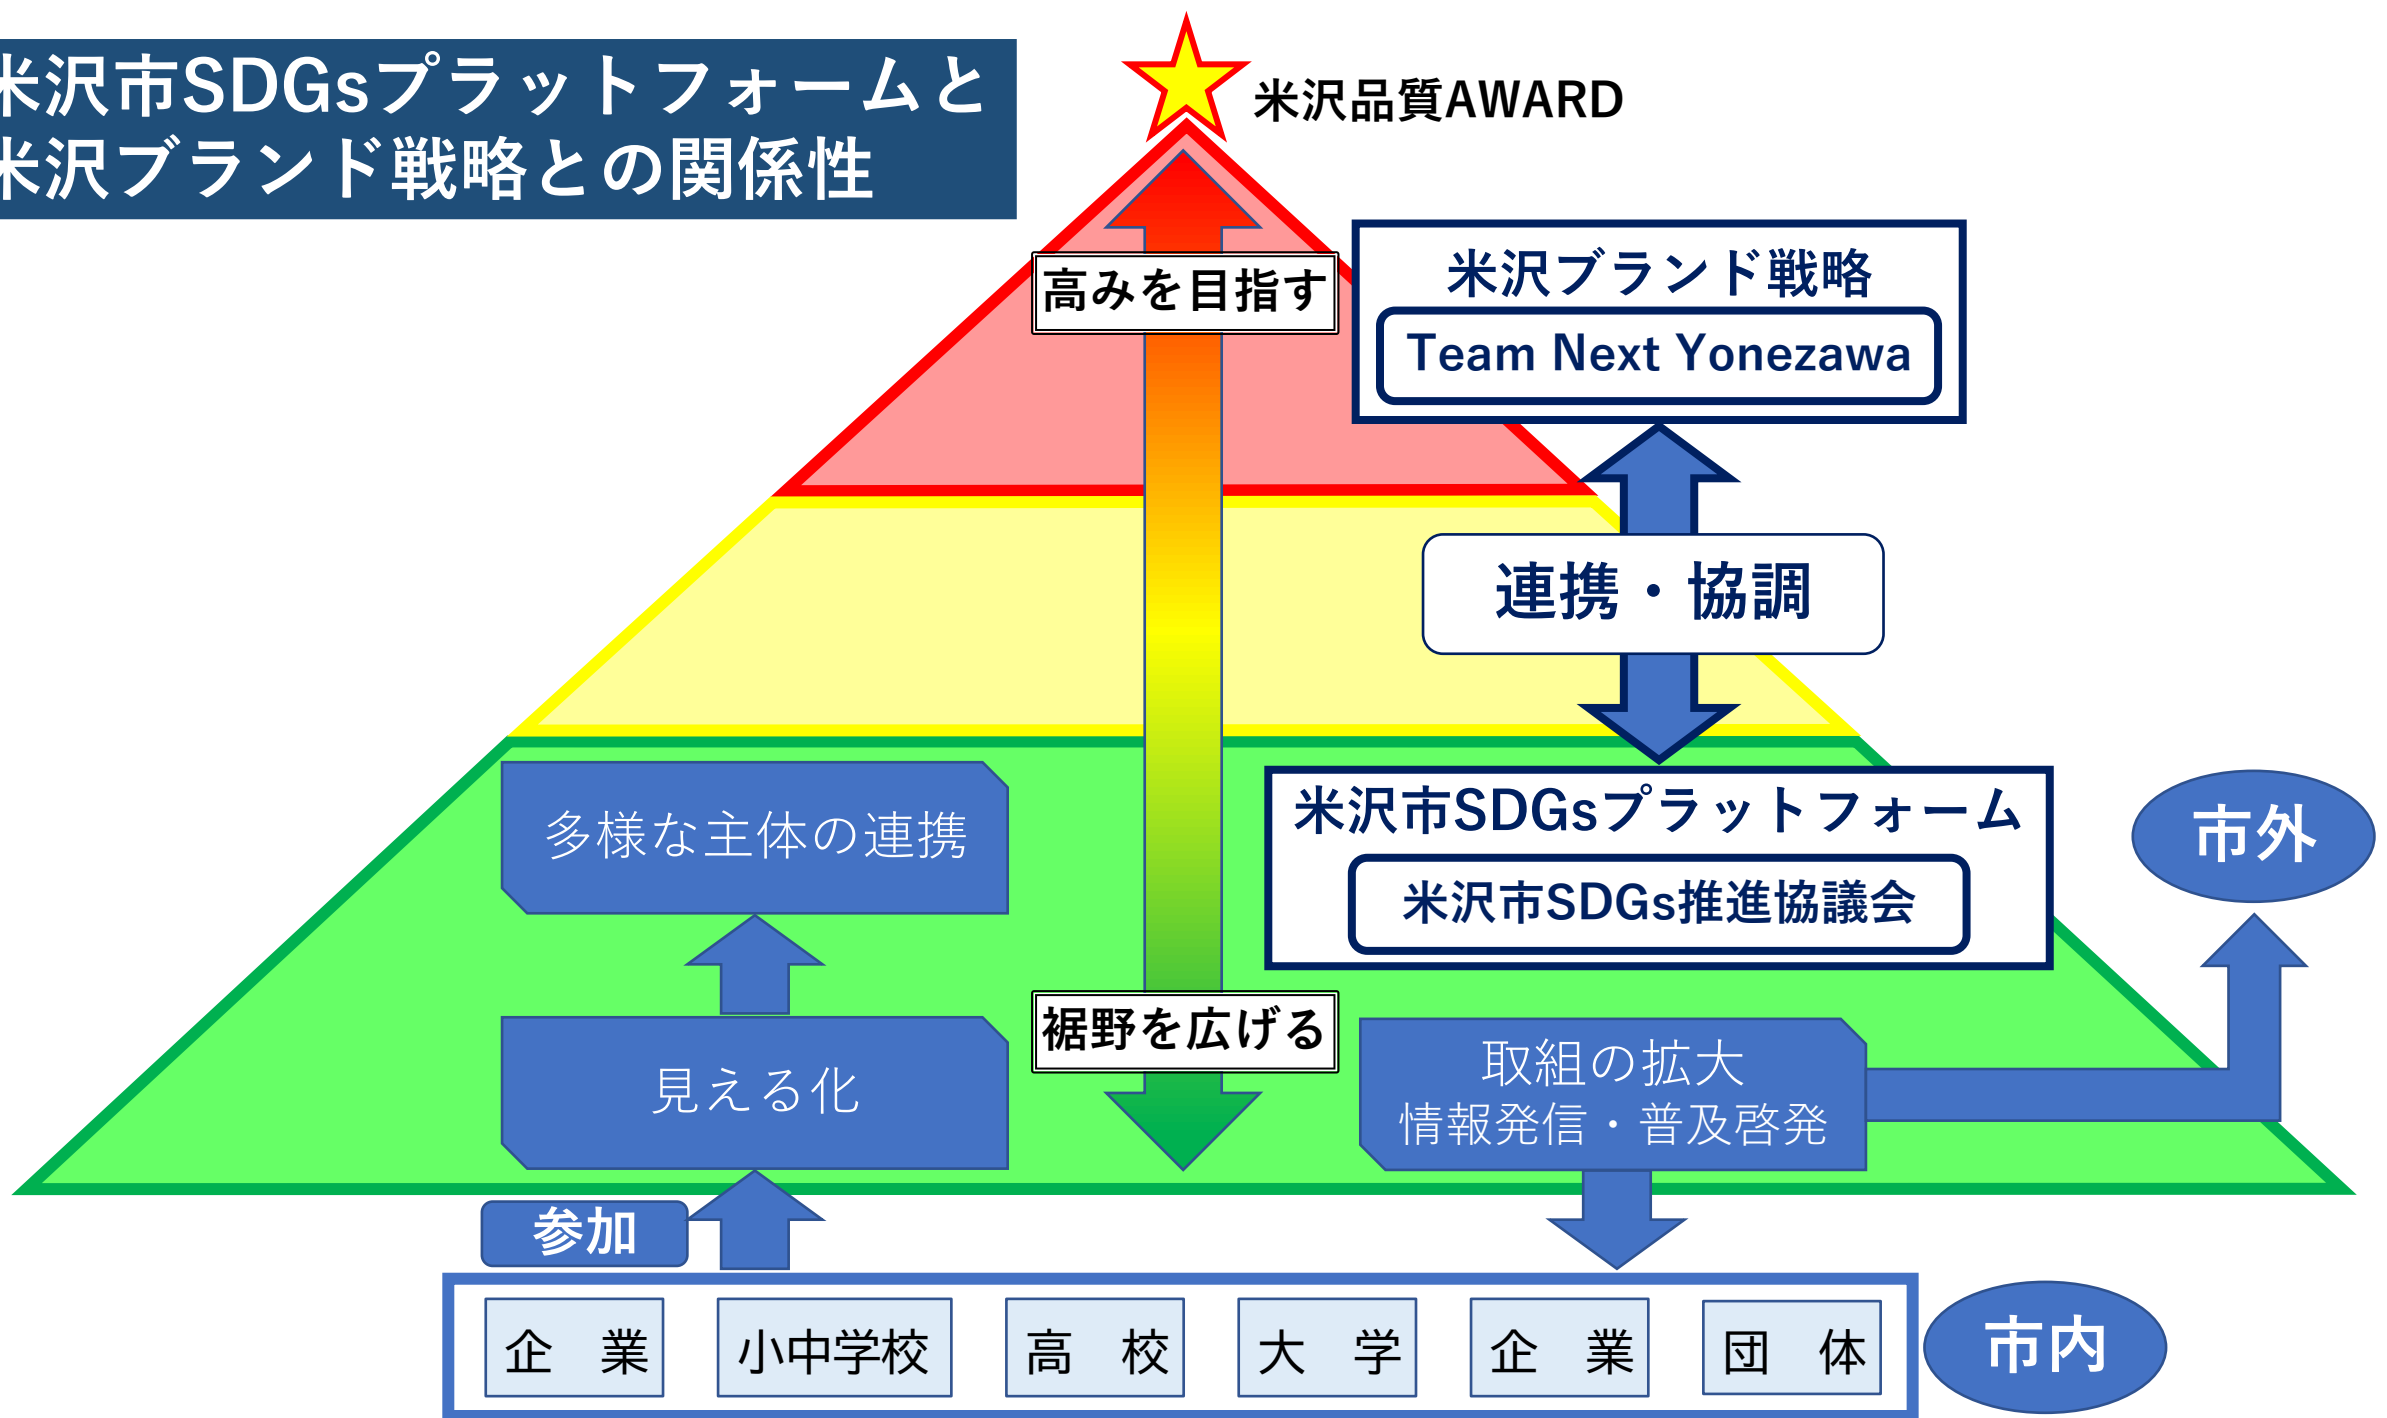 米沢市SDGsプラットフォームと
米沢ブランド戦略との関係性
米沢品質AWARD
高みを目指す
米沢ブランド戦略
Team Next Yonezawa
連携・協調
多様な主体の連携
米沢市SDGsプラットフォーム
米沢市SDGs推進協議会
市外
裾野を広げる
見える化
取組の拡大
情報発信・普及啓発
参加
企　業
小中学校
高　校
大　学
企　業
団　体
市内